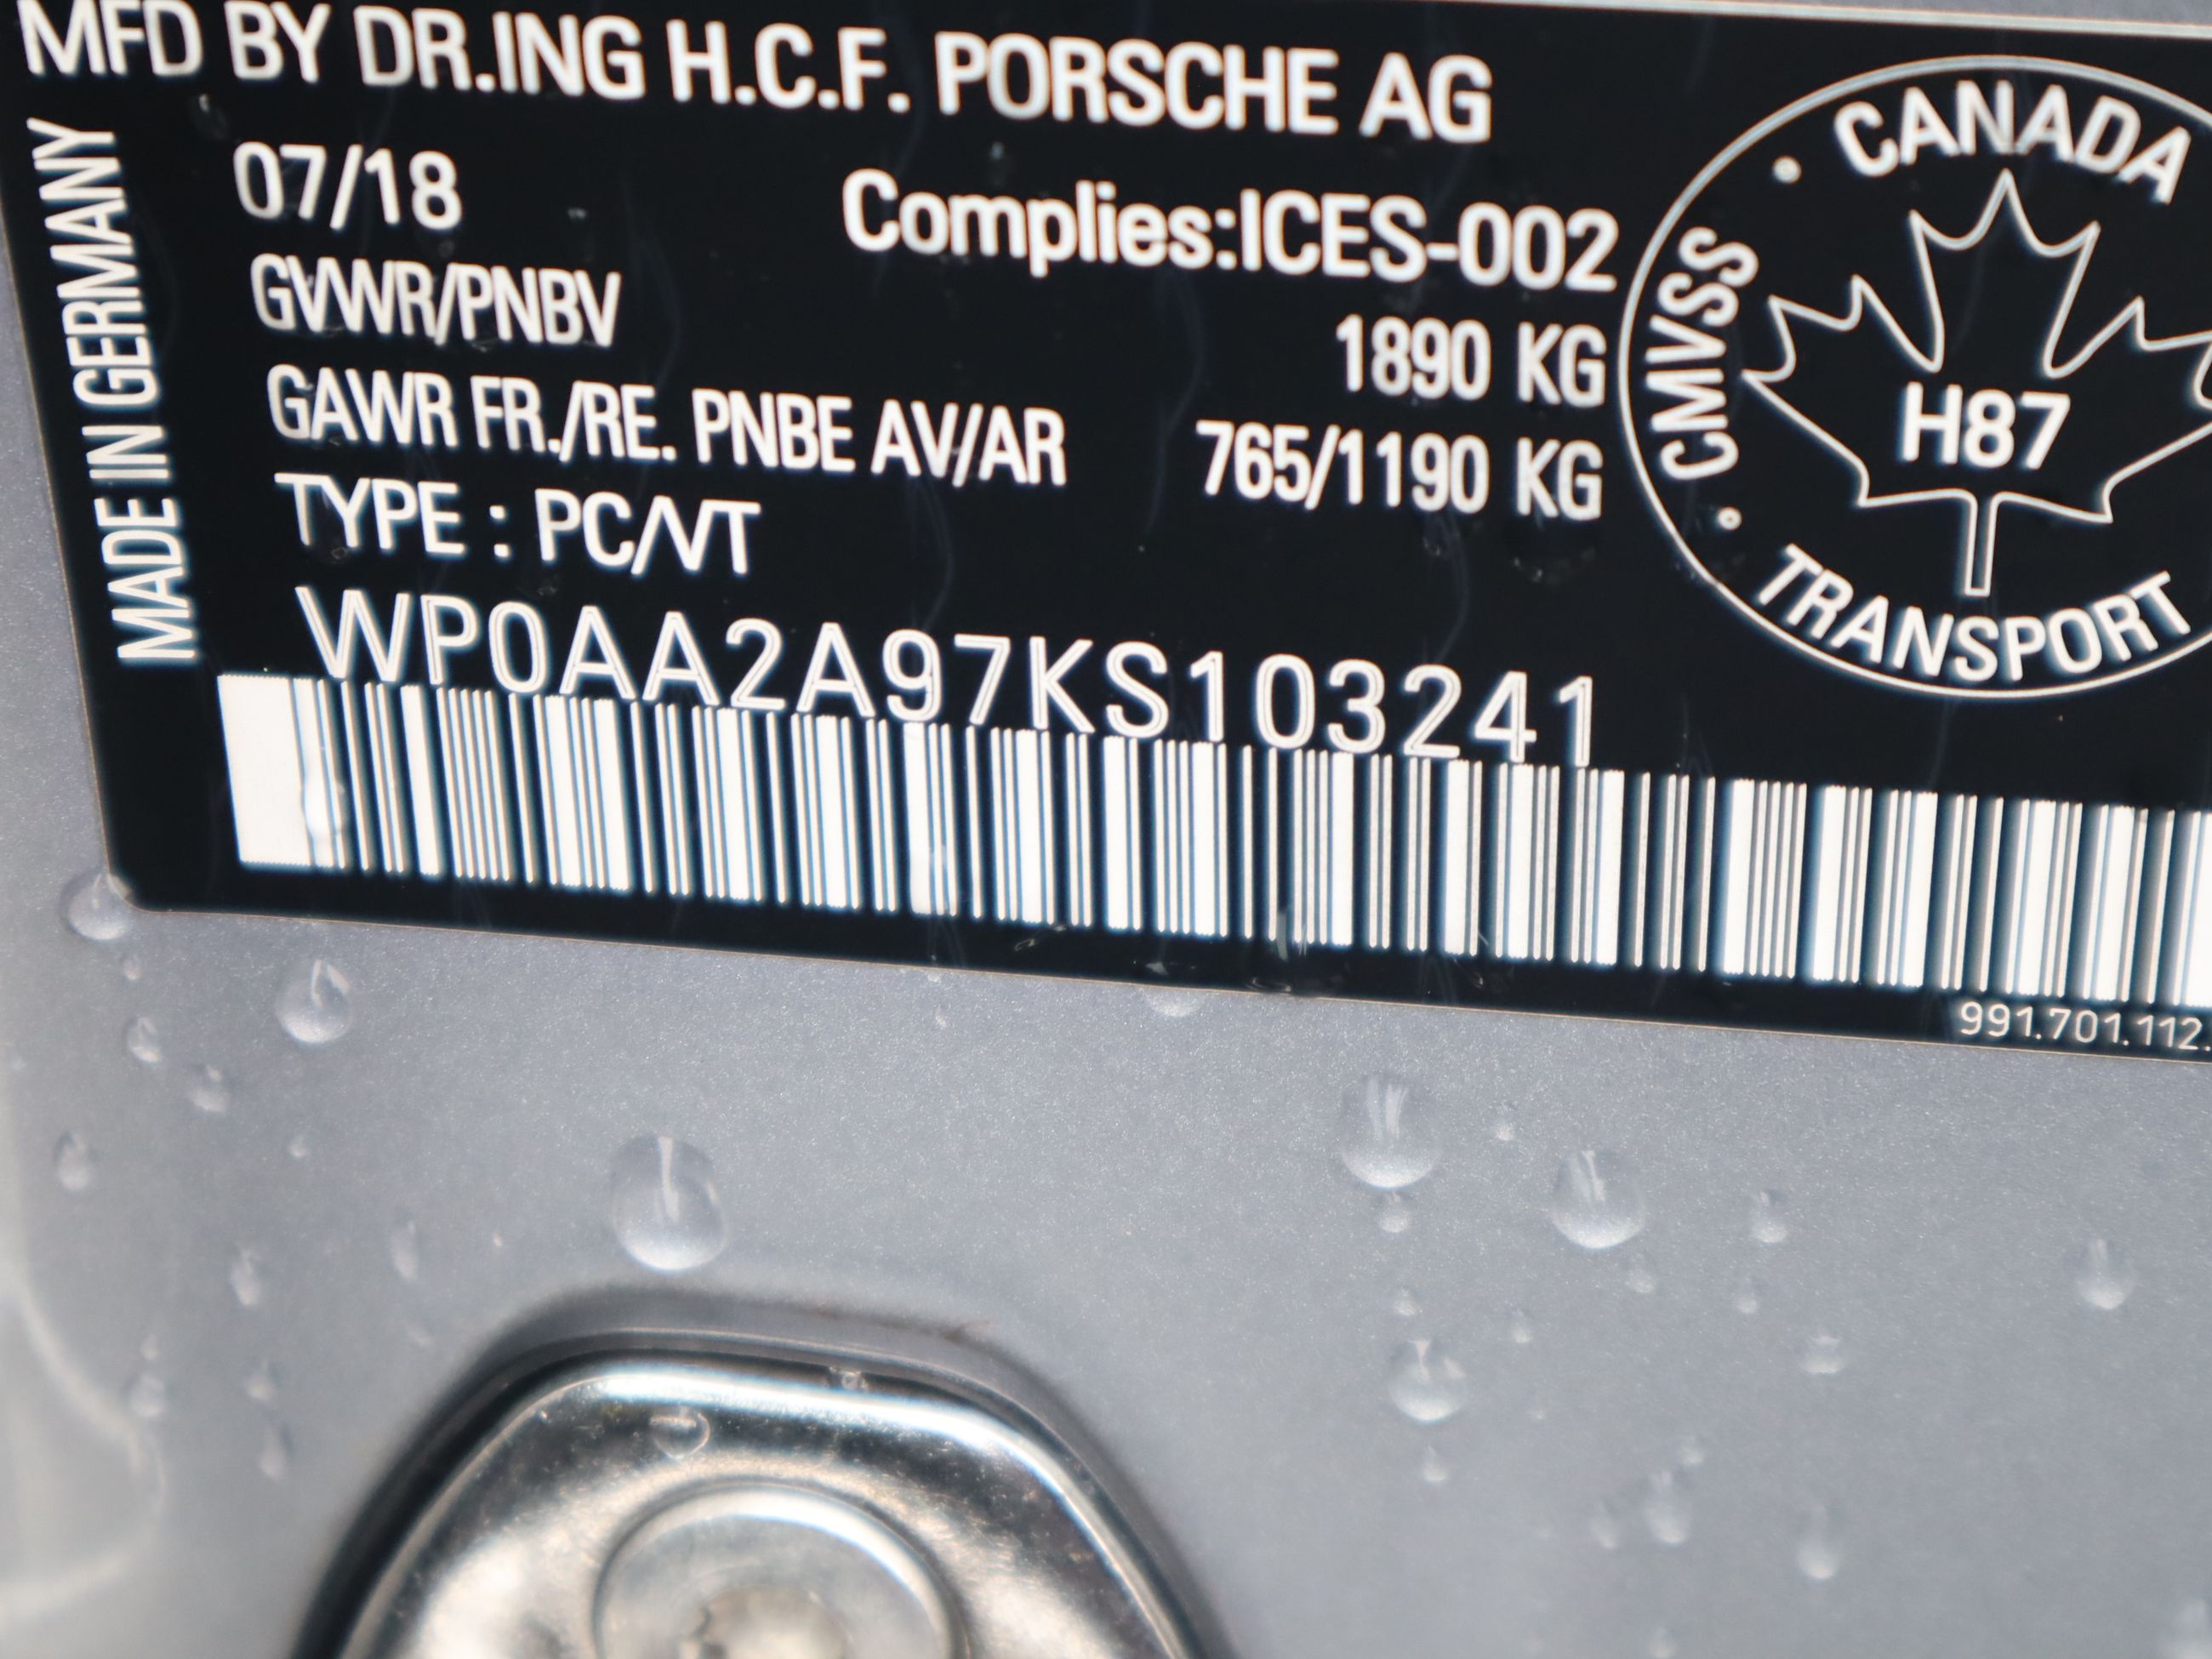 MFD BY DR.ING H.C.F. PORSCHE AG
MADE IN GERMANY
07/18
Complies:ICES-002
GVWR/PNBV 1890 KG
GAWR FR./RE. PNBE AV/AR 765/1190 KG
TYPE : PC/VT
WP0AA2A97KS103241
CANADA
CMVSS
H87
TRANSPORT
991.701.112.